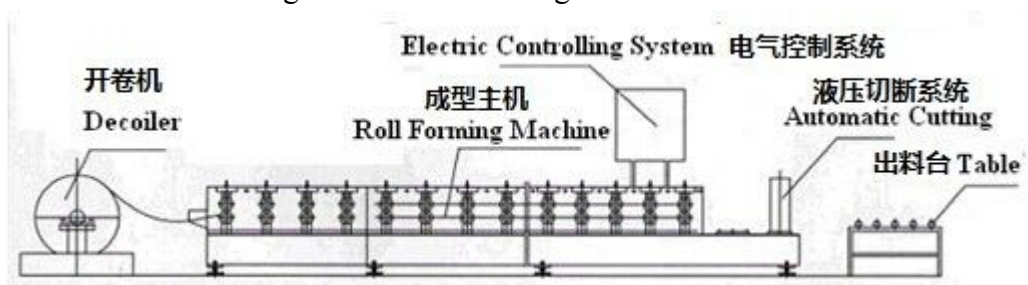 Electric Controlling System 电气控制系统
开卷机
Decoiler
成型主机
Roll Forming Machine
液压切断系统
Automatic Cutting
出料台 Table